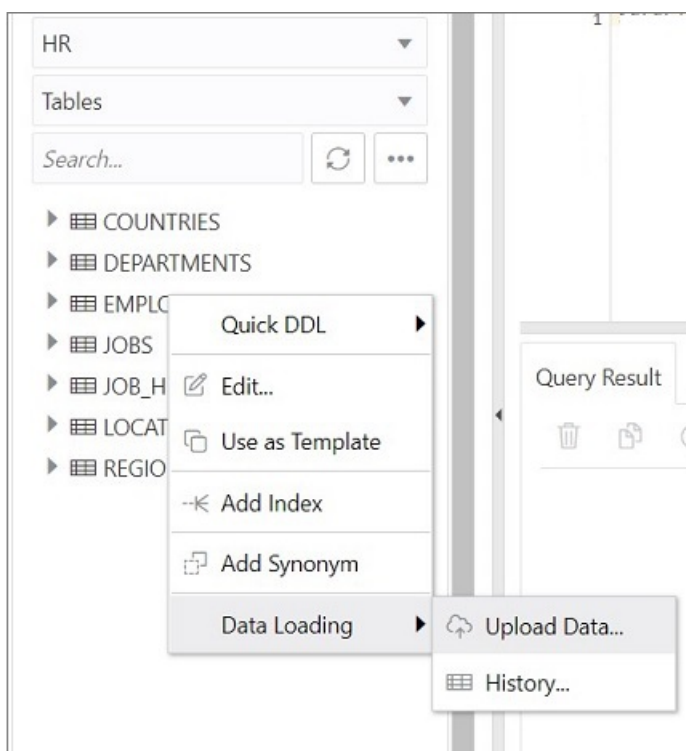 HR
Tables
Search...
COUNTRIES
DEPARTMENTS
EMPLO
JOBS
JOB_H
LOCAT
REGIO
Quick DDL
Edit...
Use as Template
Add Index
Add Synonym
Data Loading
Upload Data...
History...
1
Query Result